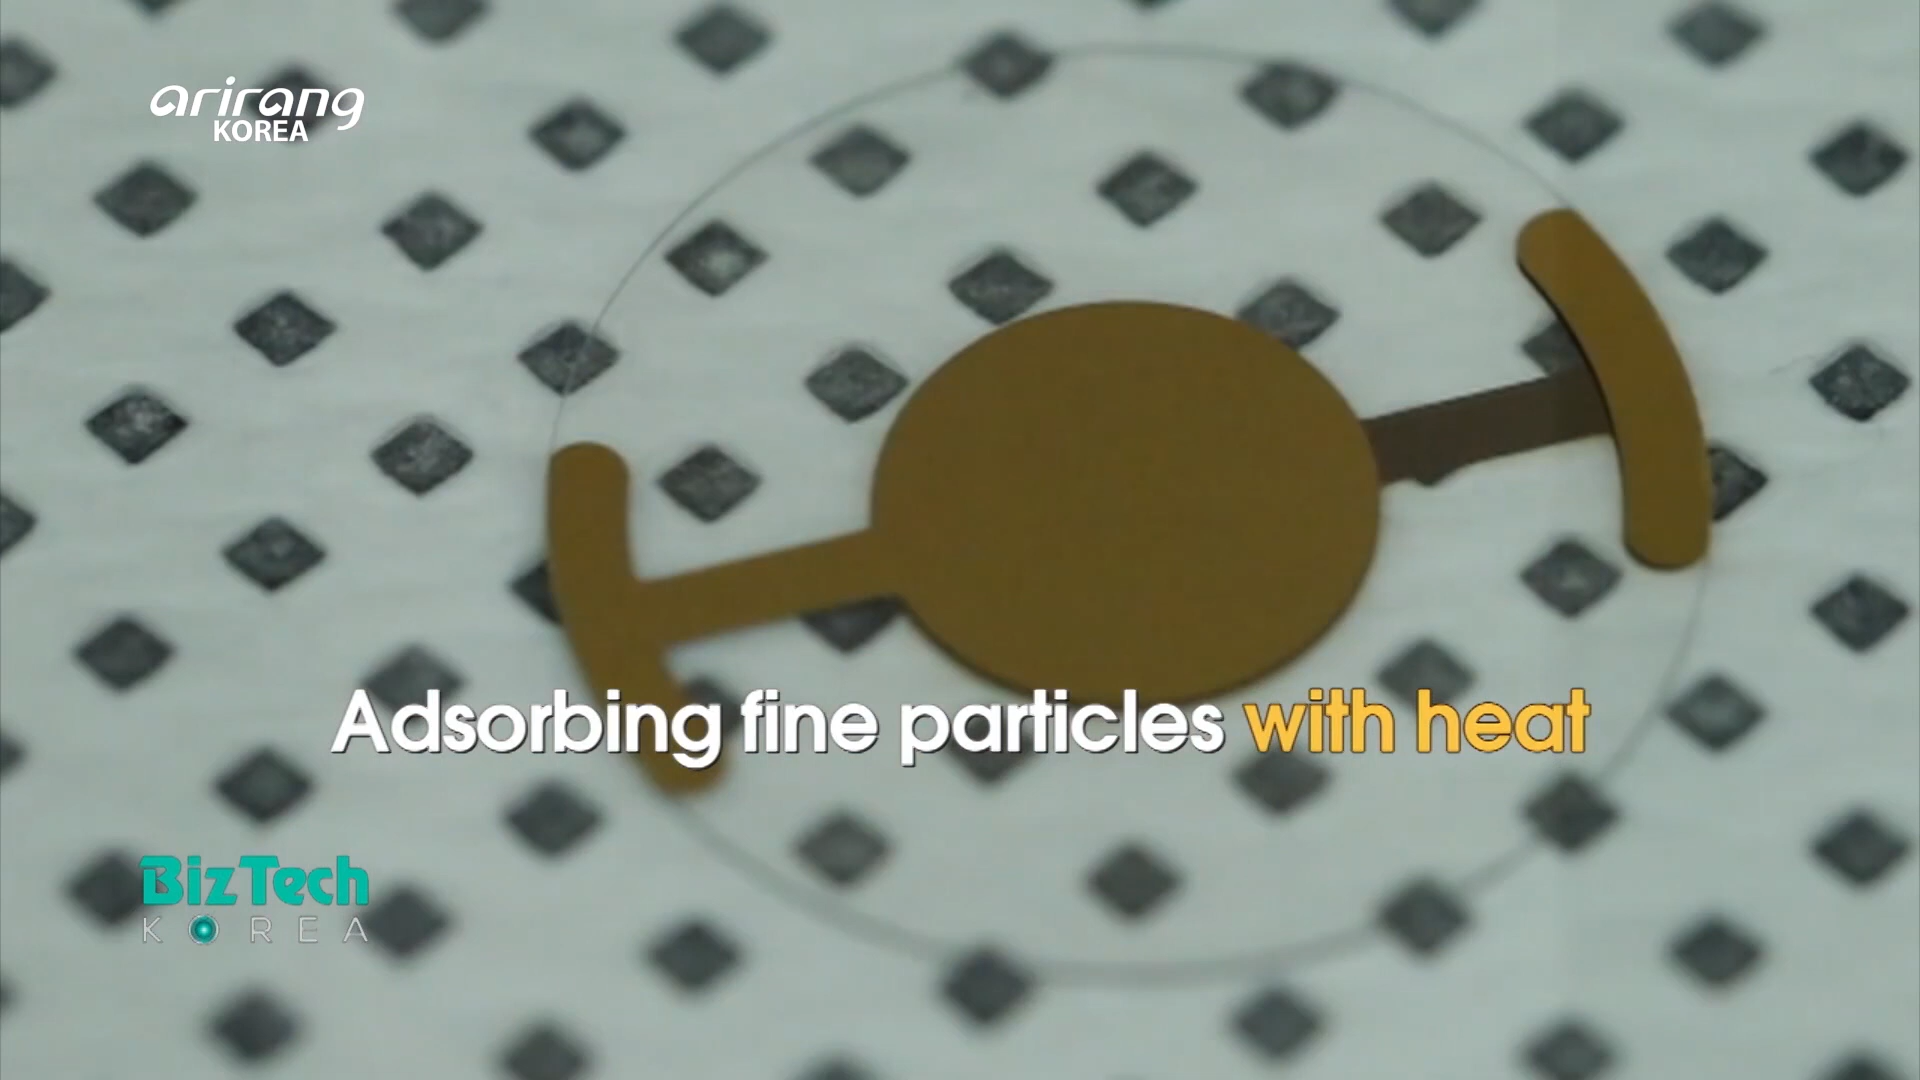 arirang
KOREA
Adsorbing fine particles with heat
BizTech
KOREA